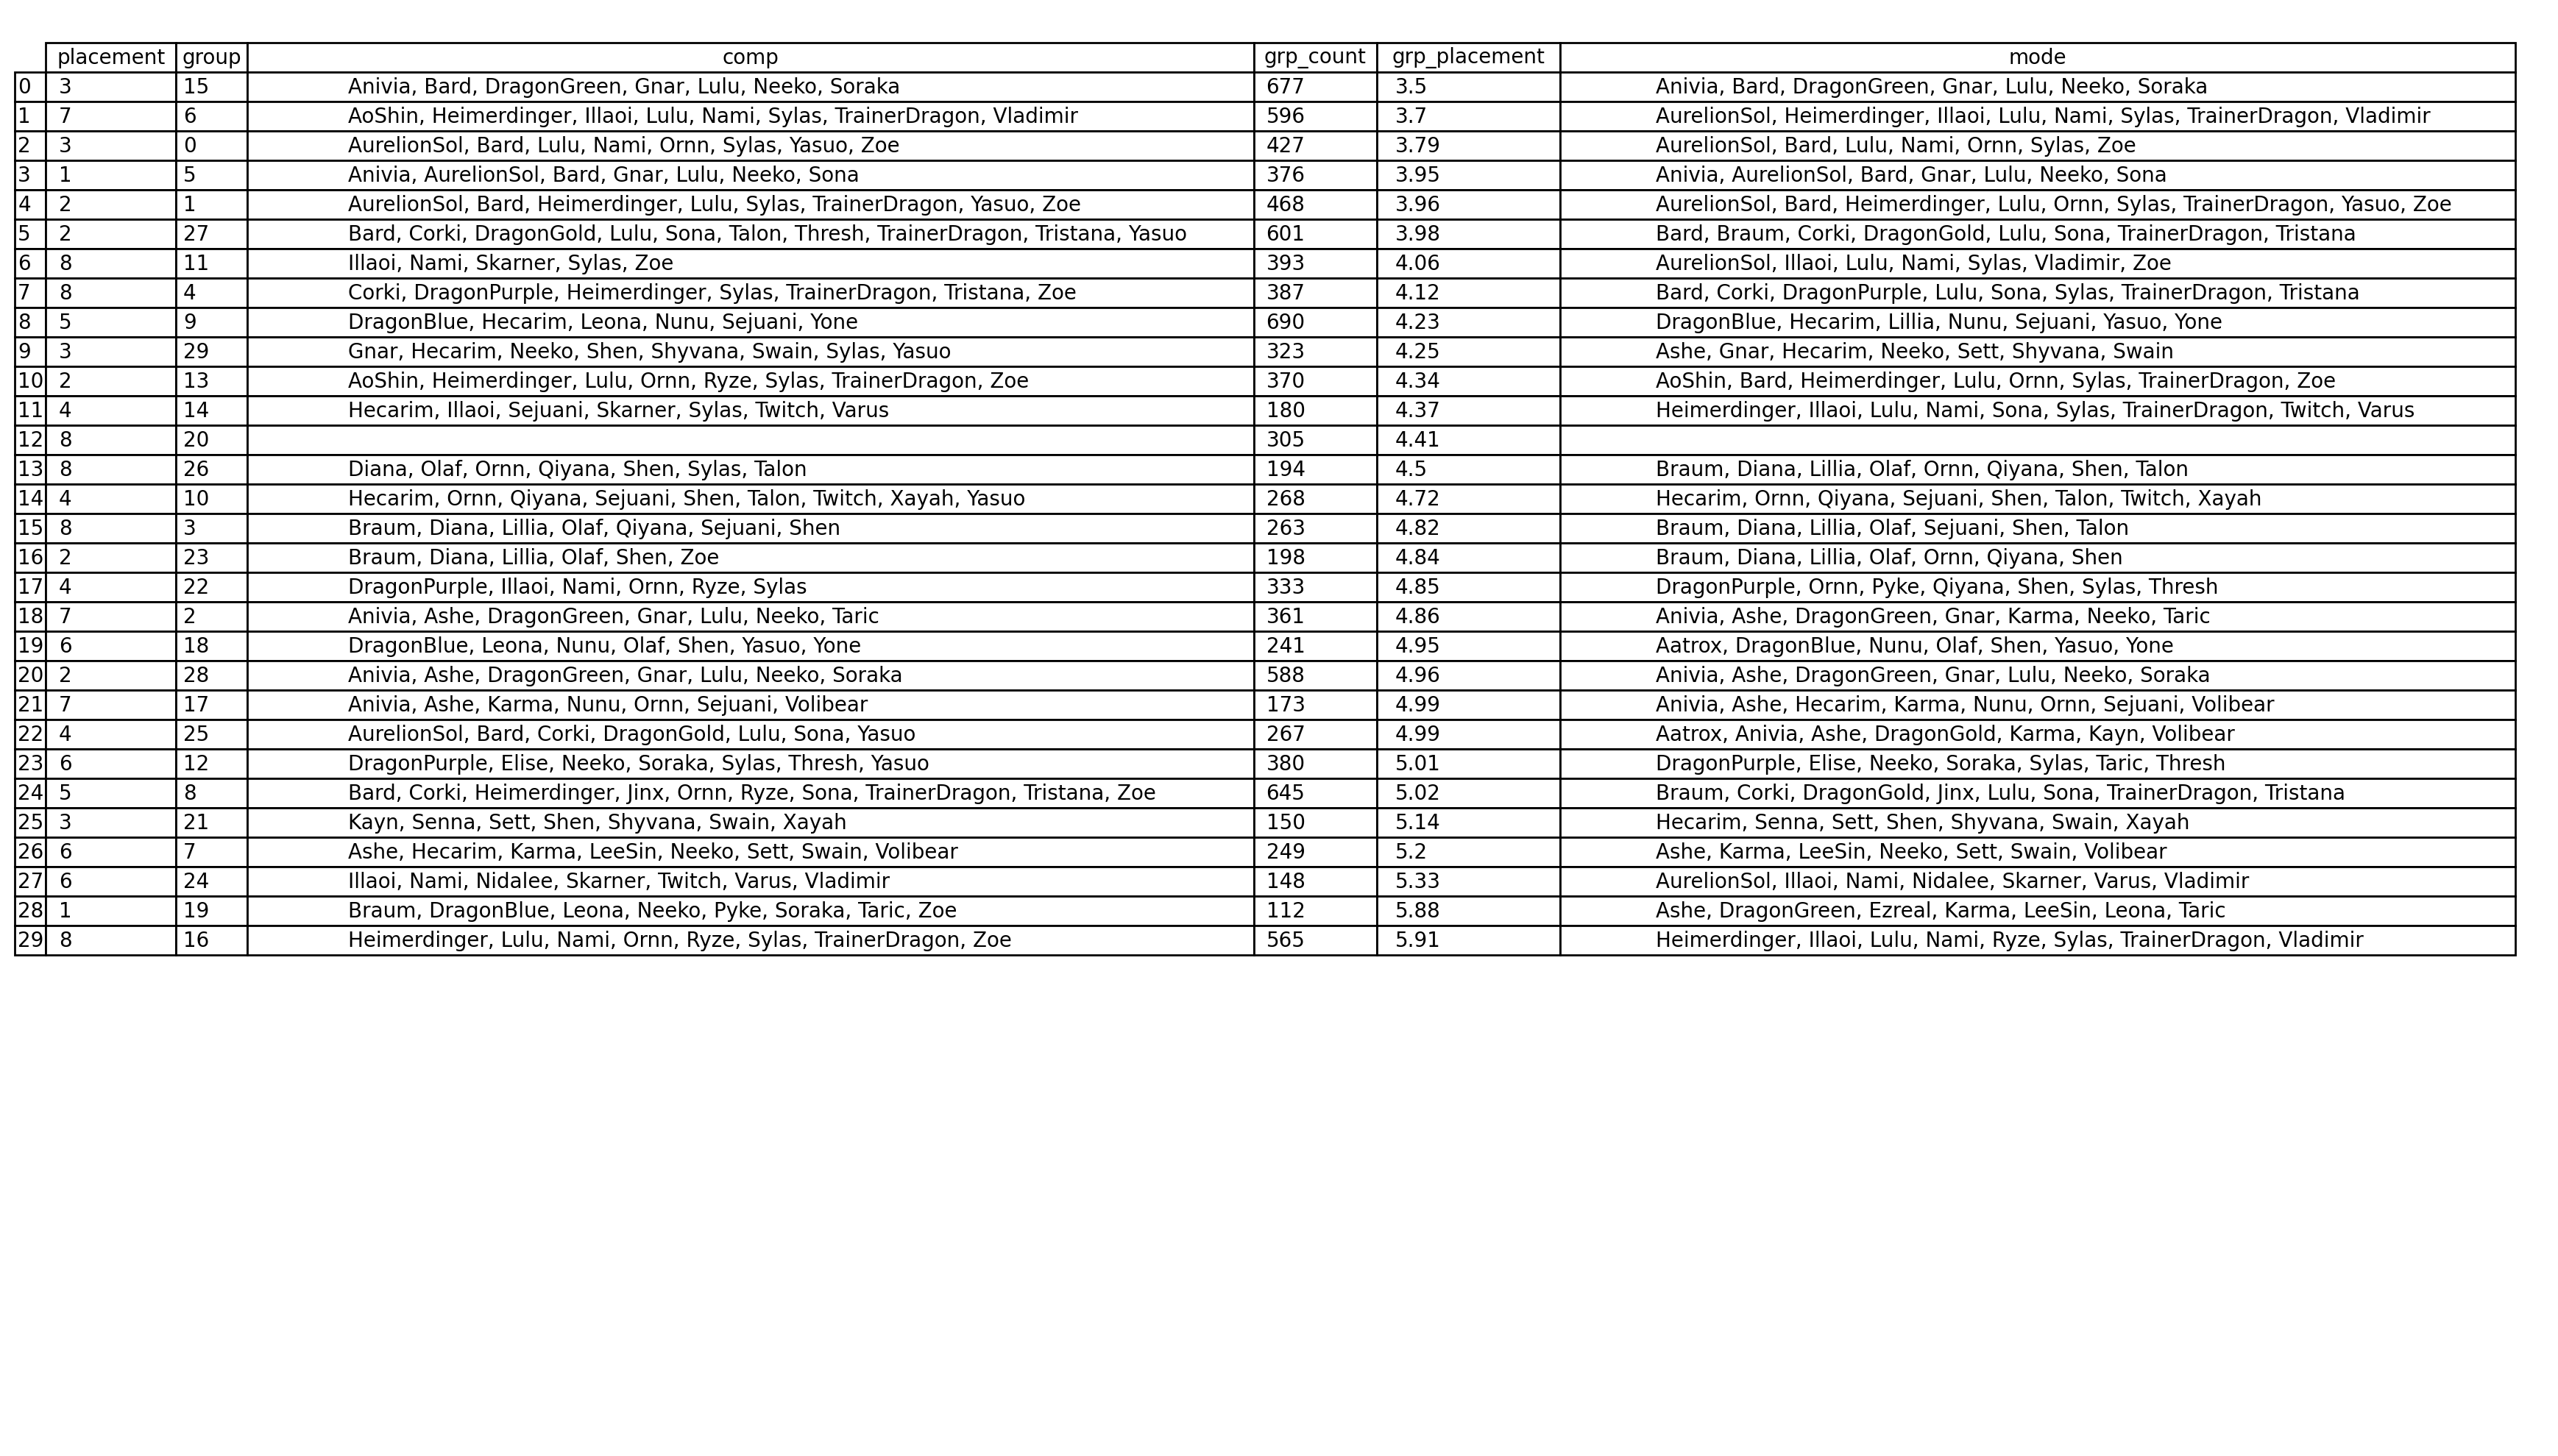 placement group comp grp_count grp_placement mode
0 3 15 Anivia, Bard, DragonGreen, Gnar, Lulu, Neeko, Soraka 677 3.5 Anivia, Bard, DragonGreen, Gnar, Lulu, Neeko, Soraka
1 7 6 AoShin, Heimerdinger, Illaoi, Lulu, Nami, Sylas, TrainerDragon, Vladimir 596 3.7 AurelionSol, Heimerdinger, Illaoi, Lulu, Nami, Sylas, TrainerDragon, Vladimir
2 3 0 AurelionSol, Bard, Lulu, Nami, Ornn, Sylas, Yasuo, Zoe 427 3.79 AurelionSol, Bard, Lulu, Nami, Ornn, Sylas, Zoe
3 1 5 Anivia, AurelionSol, Bard, Gnar, Lulu, Neeko, Sona 376 3.95 Anivia, AurelionSol, Bard, Gnar, Lulu, Neeko, Sona
4 2 1 AurelionSol, Bard, Heimerdinger, Lulu, Sylas, TrainerDragon, Yasuo, Zoe 468 3.96 AurelionSol, Bard, Heimerdinger, Lulu, Ornn, Sylas, TrainerDragon, Yasuo, Zoe
5 2 27 Bard, Corki, DragonGold, Lulu, Sona, Talon, Thresh, TrainerDragon, Tristana, Yasuo 601 3.98 Bard, Braum, Corki, DragonGold, Lulu, Sona, TrainerDragon, Tristana
6 8 11 Illaoi, Nami, Skarner, Sylas, Zoe 393 4.06 AurelionSol, Illaoi, Lulu, Nami, Sylas, Vladimir, Zoe
7 8 4 Corki, DragonPurple, Heimerdinger, Sylas, TrainerDragon, Tristana, Zoe 387 4.12 Bard, Corki, DragonPurple, Lulu, Sona, Sylas, TrainerDragon, Tristana
8 5 9 DragonBlue, Hecarim, Leona, Nunu, Sejuani, Yone 690 4.23 DragonBlue, Hecarim, Lillia, Nunu, Sejuani, Yasuo, Yone
9 3 29 Gnar, Hecarim, Neeko, Shen, Shyvana, Swain, Sylas, Yasuo 323 4.25 Ashe, Gnar, Hecarim, Neeko, Sett, Shyvana, Swain
10 2 13 AoShin, Heimerdinger, Lulu, Ornn, Ryze, Sylas, TrainerDragon, Zoe 370 4.34 AoShin, Bard, Heimerdinger, Lulu, Ornn, Sylas, TrainerDragon, Zoe
11 4 14 Hecarim, Illaoi, Sejuani, Skarner, Sylas, Twitch, Varus 180 4.37 Heimerdinger, Illaoi, Lulu, Nami, Sona, Sylas, TrainerDragon, Twitch, Varus
12 8 20 305 4.41
13 8 26 Diana, Olaf, Ornn, Qiyana, Shen, Sylas, Talon 194 4.5 Braum, Diana, Lillia, Olaf, Ornn, Qiyana, Shen, Talon
14 4 10 Hecarim, Ornn, Qiyana, Sejuani, Shen, Talon, Twitch, Xayah, Yasuo 268 4.72 Hecarim, Ornn, Qiyana, Sejuani, Shen, Talon, Twitch, Xayah
15 8 3 Braum, Diana, Lillia, Olaf, Qiyana, Sejuani, Shen 263 4.82 Braum, Diana, Lillia, Olaf, Sejuani, Shen, Talon
16 2 23 Braum, Diana, Lillia, Olaf, Shen, Zoe 198 4.84 Braum, Diana, Lillia, Olaf, Ornn, Qiyana, Shen
17 4 22 DragonPurple, Illaoi, Nami, Ornn, Ryze, Sylas 333 4.85 DragonPurple, Ornn, Pyke, Qiyana, Shen, Sylas, Thresh
18 7 2 Anivia, Ashe, DragonGreen, Gnar, Lulu, Neeko, Taric 361 4.86 Anivia, Ashe, DragonGreen, Gnar, Karma, Neeko, Taric
19 6 18 DragonBlue, Leona, Nunu, Olaf, Shen, Yasuo, Yone 241 4.95 Aatrox, DragonBlue, Nunu, Olaf, Shen, Yasuo, Yone
20 2 28 Anivia, Ashe, DragonGreen, Gnar, Lulu, Neeko, Soraka 588 4.96 Anivia, Ashe, DragonGreen, Gnar, Lulu, Neeko, Soraka
21 7 17 Anivia, Ashe, Karma, Nunu, Ornn, Sejuani, Volibear 173 4.99 Anivia, Ashe, Hecarim, Karma, Nunu, Ornn, Sejuani, Volibear
22 4 25 AurelionSol, Bard, Corki, DragonGold, Lulu, Sona, Yasuo 267 4.99 Aatrox, Anivia, Ashe, DragonGold, Karma, Kayn, Volibear
23 6 12 DragonPurple, Elise, Neeko, Soraka, Sylas, Thresh, Yasuo 380 5.01 DragonPurple, Elise, Neeko, Soraka, Sylas, Taric, Thresh
24 5 8 Bard, Corki, Heimerdinger, Jinx, Ornn, Ryze, Sona, TrainerDragon, Tristana, Zoe 645 5.02 Braum, Corki, DragonGold, Jinx, Lulu, Sona, TrainerDragon, Tristana
25 3 21 Kayn, Senna, Sett, Shen, Shyvana, Swain, Xayah 150 5.14 Hecarim, Senna, Sett, Shen, Shyvana, Swain, Xayah
26 6 7 Ashe, Hecarim, Karma, LeeSin, Neeko, Sett, Swain, Volibear 249 5.2 Ashe, Karma, LeeSin, Neeko, Sett, Swain, Volibear
27 6 24 Illaoi, Nami, Nidalee, Skarner, Twitch, Varus, Vladimir 148 5.33 AurelionSol, Illaoi, Nami, Nidalee, Skarner, Varus, Vladimir
28 1 19 Braum, DragonBlue, Leona, Neeko, Pyke, Soraka, Taric, Zoe 112 5.88 Ashe, DragonGreen, Ezreal, Karma, LeeSin, Leona, Taric
29 8 16 Heimerdinger, Lulu, Nami, Ornn, Ryze, Sylas, TrainerDragon, Zoe 565 5.91 Heimerdinger, Illaoi, Lulu, Nami, Ryze, Sylas, TrainerDragon, Vladimir